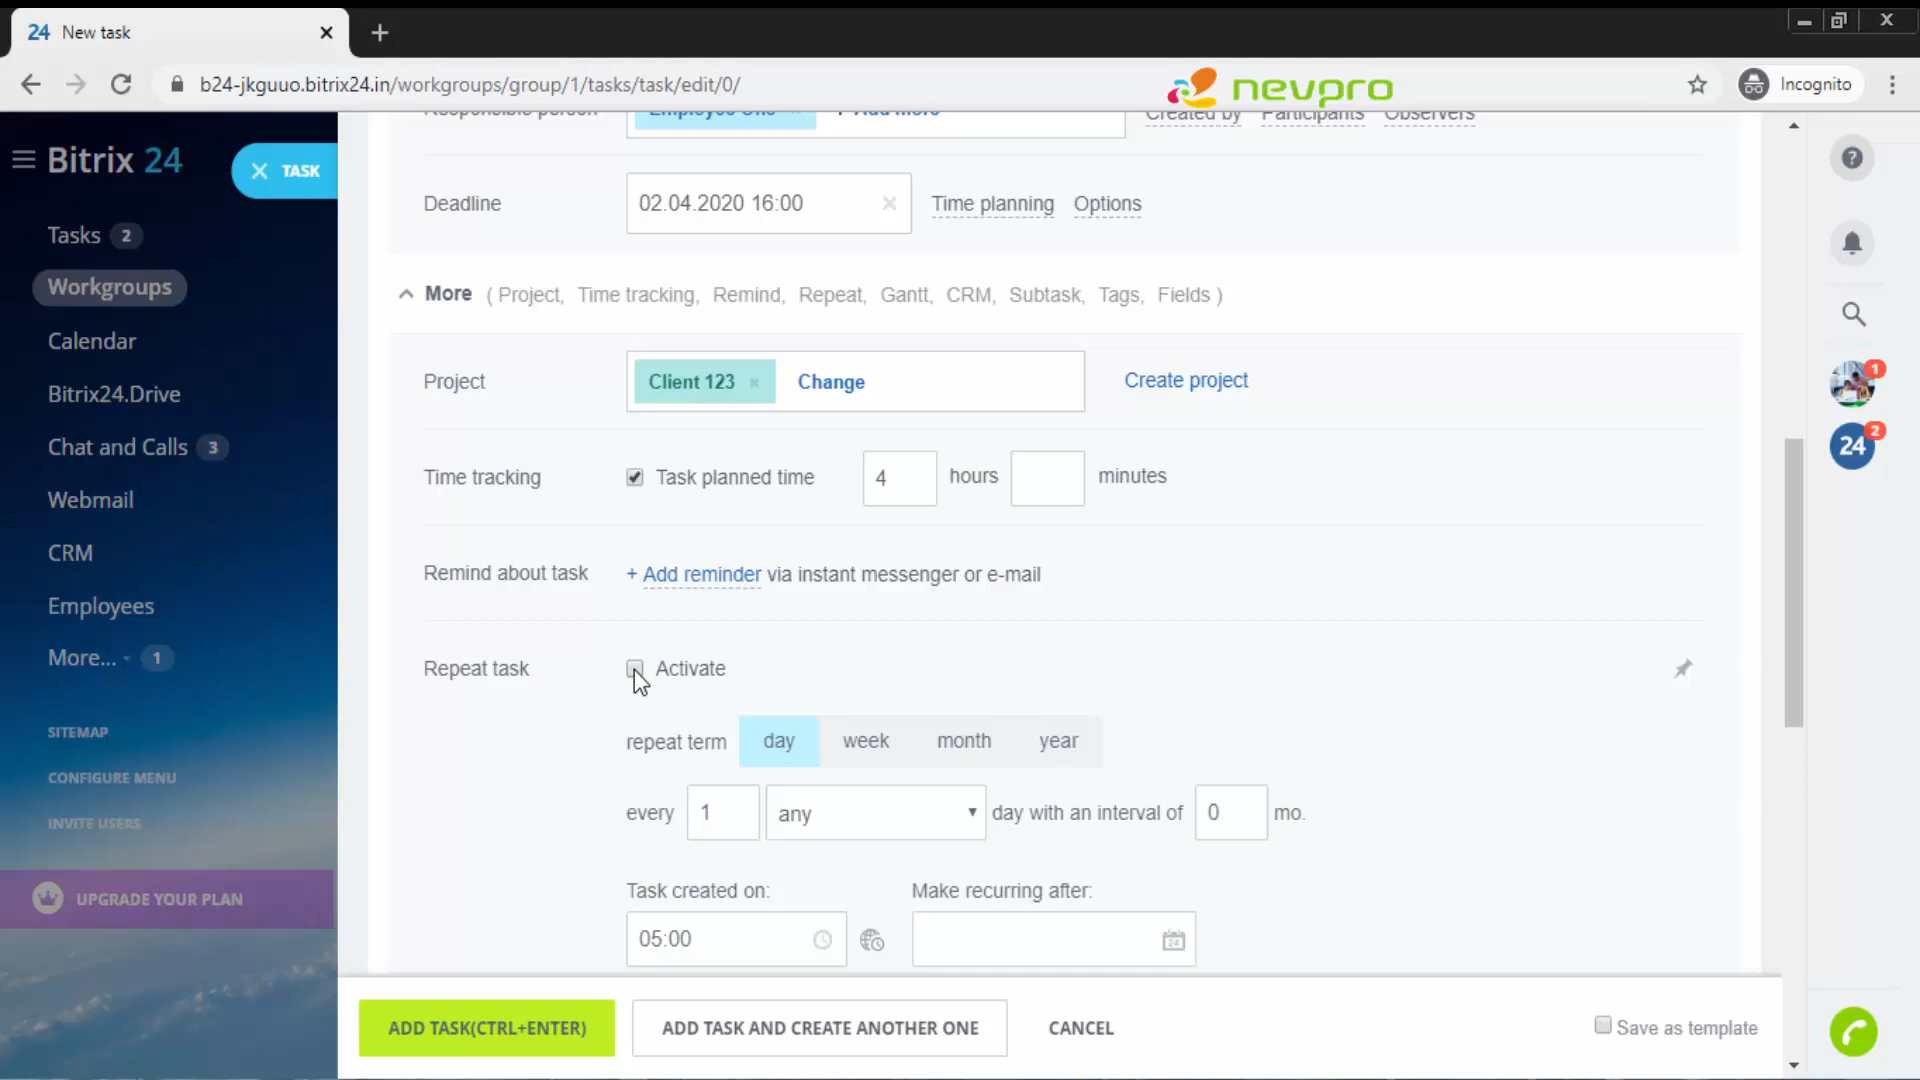 24 New task
b24-jkguuo.bitrix24.in/workgroups/group/1/tasks/task/edit/0/
nevpro
Incognito
Bitrix 24
TASK
Responsible person Employee One + Add more Created by Participants Observers
Deadline 02.04.2020 16:00 Time planning Options
Tasks 2
Workgroups
Calendar
Bitrix24.Drive
Chat and Calls 3
Webmail
CRM
Employees
More... 1
SITEMAP
CONFIGURE MENU
INVITE USERS
UPGRADE YOUR PLAN
More ( Project, Time tracking, Remind, Repeat, Gantt, CRM, Subtask, Tags, Fields )
Project Client 123 Change Create project
Time tracking Task planned time 4 hours minutes
Remind about task + Add reminder via instant messenger or e-mail
Repeat task Activate
repeat term day week month year
every 1 any day with an interval of 0 mo.
Task created on: Make recurring after:
05:00 24
ADD TASK(CTRL+ENTER) ADD TASK AND CREATE ANOTHER ONE CANCEL Save as template
1
24 2